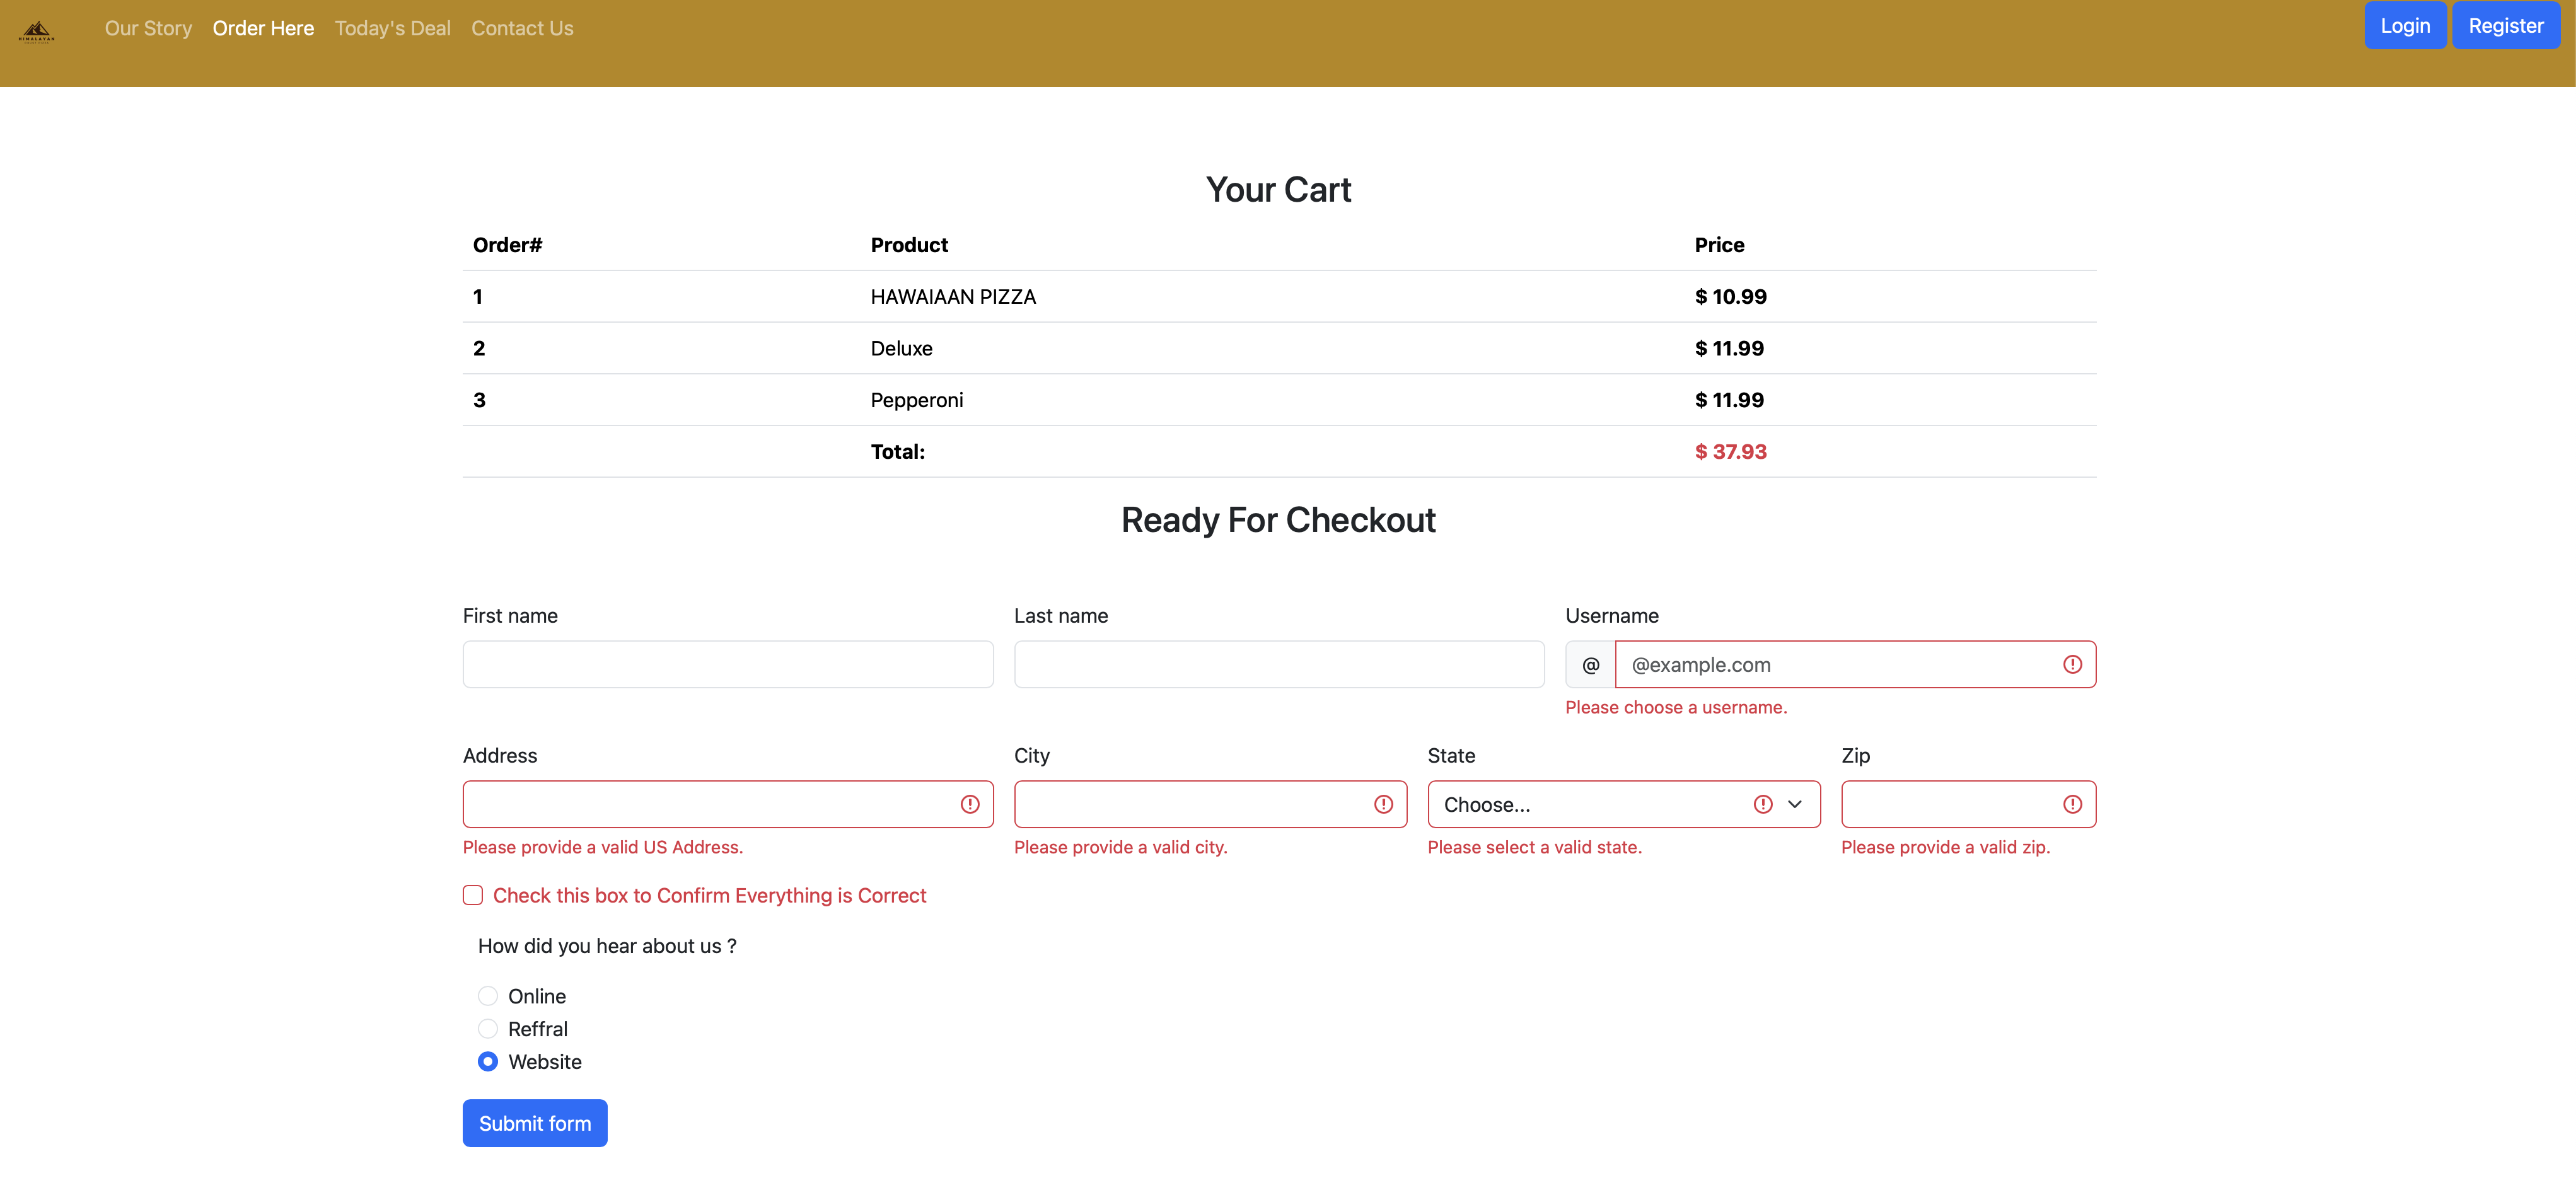 HIMALAYAN
Our Story Order Here Today's Deal Contact Us Login Register
Your Cart
Order# Product Price
1 HAWAIAAN PIZZA $ 10.99
2 Deluxe $ 11.99
3 Pepperoni $ 11.99
Total: $ 37.93
Ready For Checkout
First name Last name Username
@ @example.com
Please choose a username.
Address City State Zip
Choose...
Please provide a valid US Address. Please provide a valid city. Please select a valid state. Please provide a valid zip.
Check this box to Confirm Everything is Correct
How did you hear about us ?
Online
Reffral
Website
Submit form